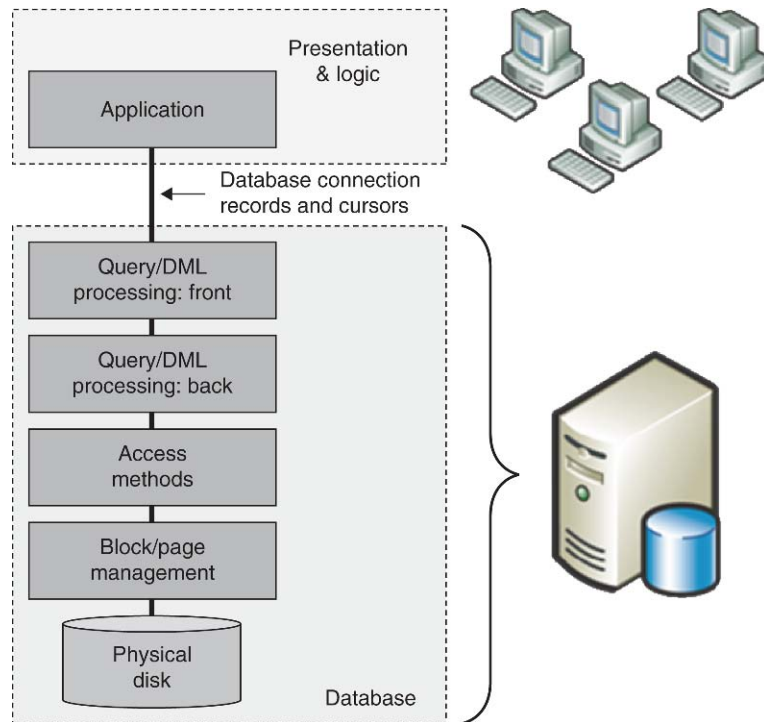 Presentation
& logic
Application
Database connection
records and cursors
Query/DML
processing: front
Query/DML
processing: back
Access
methods
Block/page
management
Physical
disk
Database